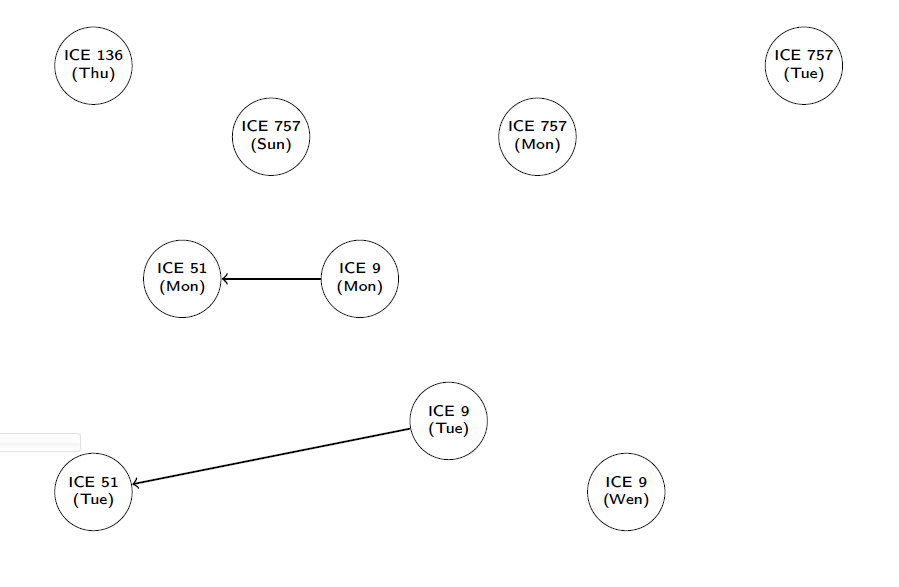 ICE 136
(Thu)
ICE 757
(Tue)
ICE 757
(Sun)
ICE 757
(Mon)
ICE 51
(Mon)
ICE 9
(Mon)
ICE 9
(Tue)
ICE 51
(Tue)
ICE 9
(Wen)